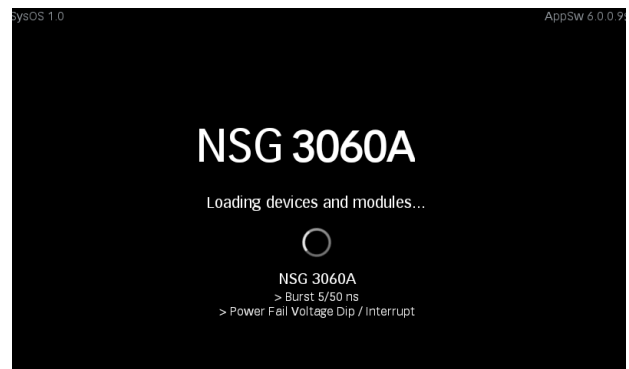 SysOS 1.0
AppSw 6.0.0.9s
NSG 3060A
Loading devices and modules...
NSG 3060A
> Burst 5/50 ns
> Power Fail Voltage Dip / Interrupt